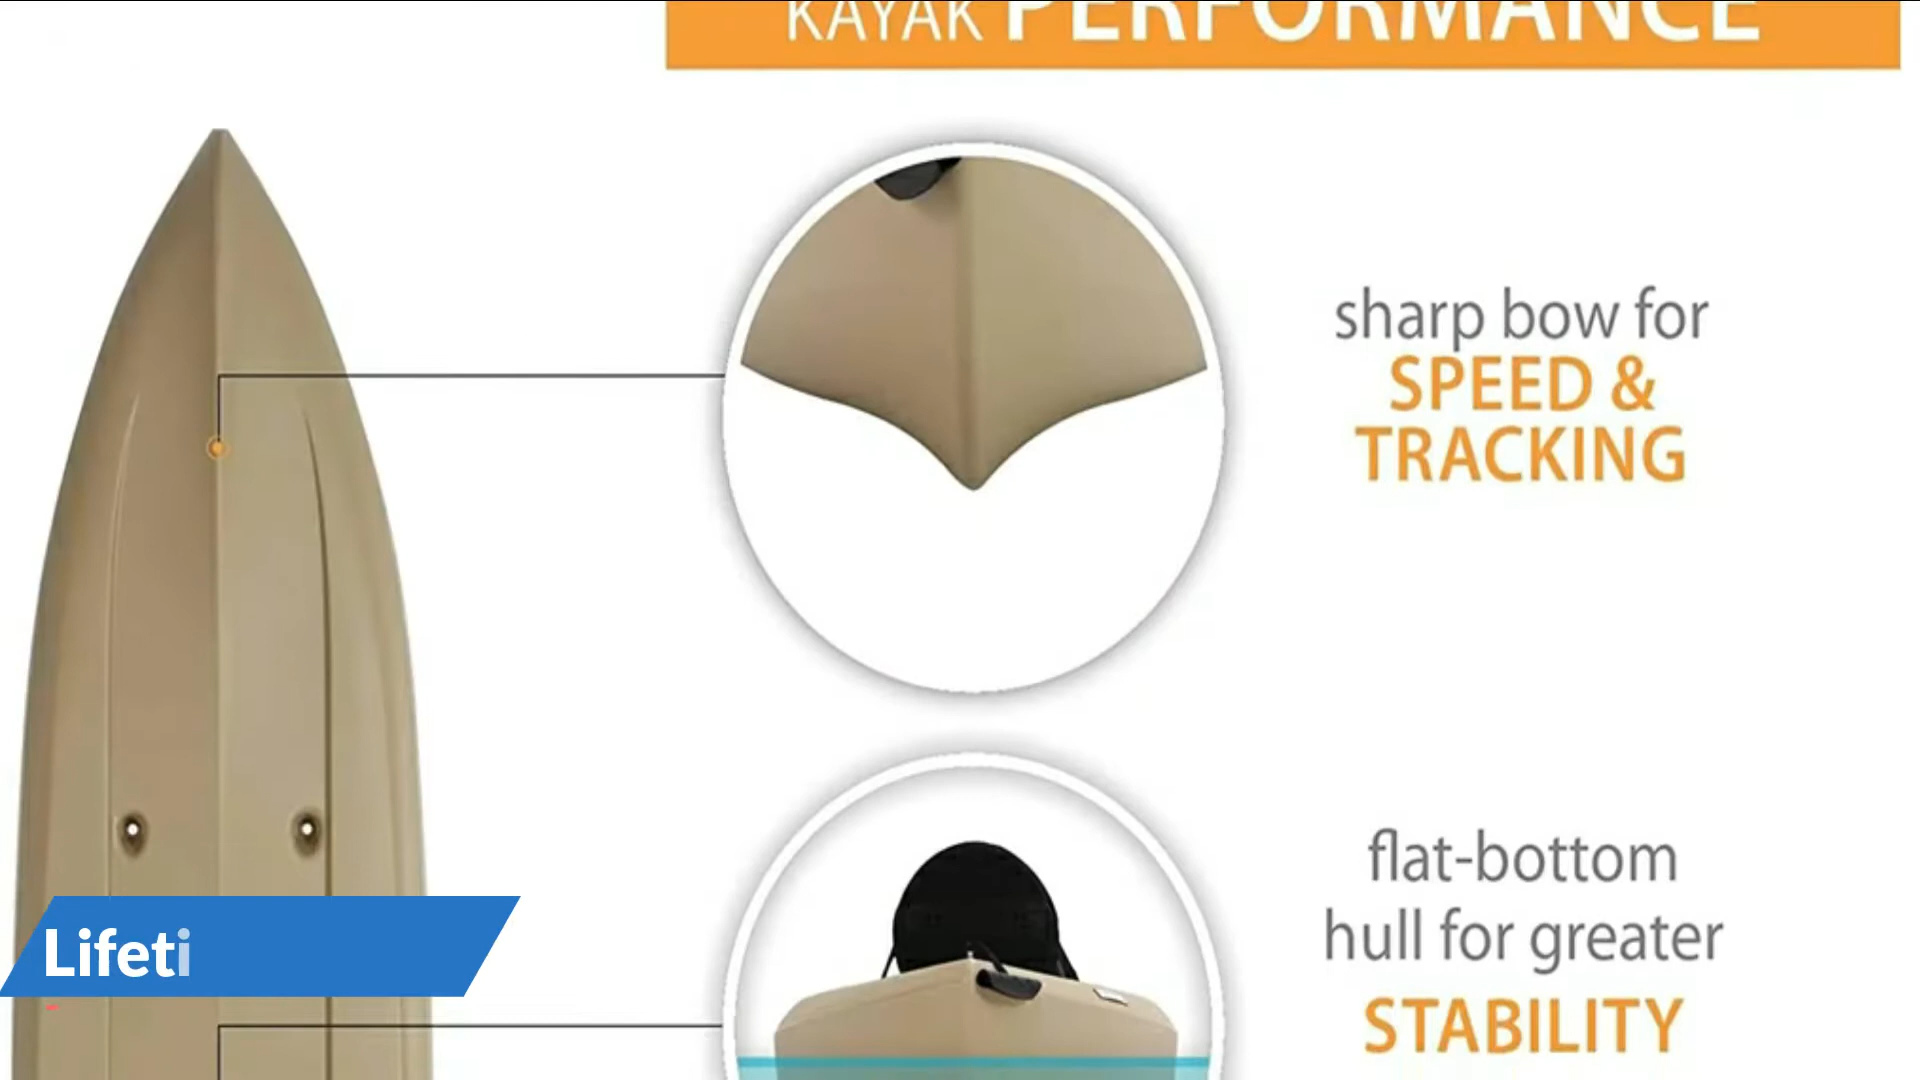 KAYAK PERFORMANCE
sharp bow for
SPEED &
TRACKING
flat-bottom
hull for greater
STABILITY
Lifeti